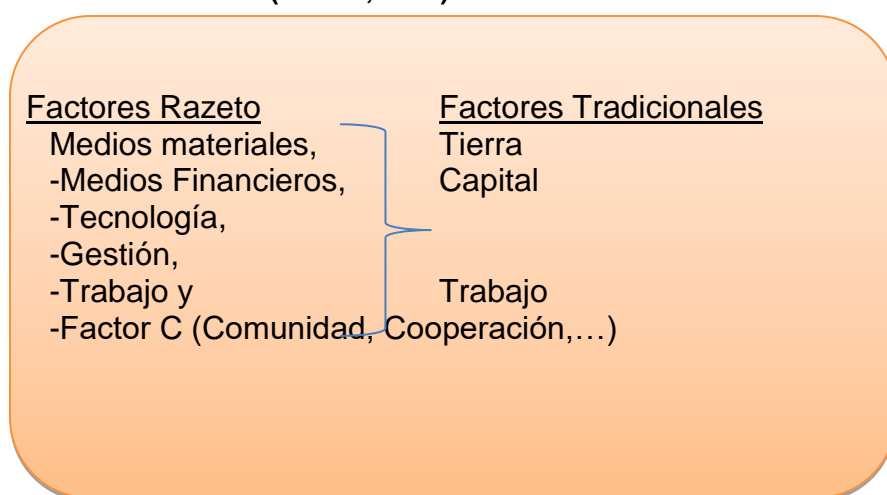 Factores Razeto Factores Tradicionales
Medios materiales, Tierra
-Medios Financieros, Capital
-Tecnología,
-Gestión,
-Trabajo y Trabajo
-Factor C (Comunidad, Cooperación,…)